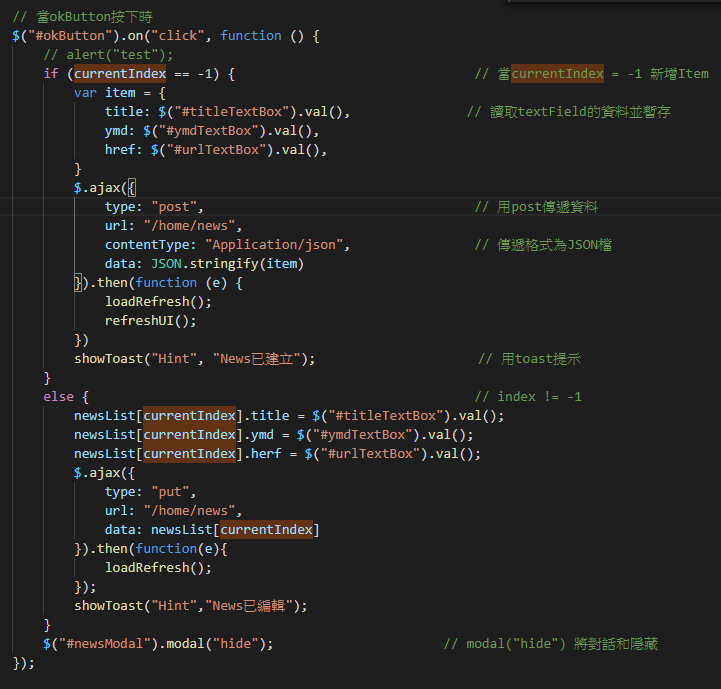 // 當okButton按下時
$("#okButton").on("click", function () {
// alert("test");
if (currentIndex == -1) { // 當currentIndex = -1 新增Item
var item = {
title: $("#titleTextBox").val(), // 讀取textField的資料並暫存
ymd: $("#ymdTextBox").val(),
href: $("#urlTextBox").val(),
}
$.ajax({
type: "post", // 用post傳遞資料
url: "/home/news",
contentType: "Application/json", // 傳遞格式為JSON檔
data: JSON.stringify(item)
}).then(function (e) {
loadRefresh();
refreshUI();
})
showToast("Hint", "News已建立"); // 用toast提示
}
else { // index != -1
newsList[currentIndex].title = $("#titleTextBox").val();
newsList[currentIndex].ymd = $("#ymdTextBox").val();
newsList[currentIndex].herf = $("#urlTextBox").val();
$.ajax({
type: "put",
url: "/home/news",
data: newsList[currentIndex]
}).then(function(e){
loadRefresh();
});
showToast("Hint","News已編輯");
}
$("#newsModal").modal("hide"); // modal("hide") 將對話和隱藏
});